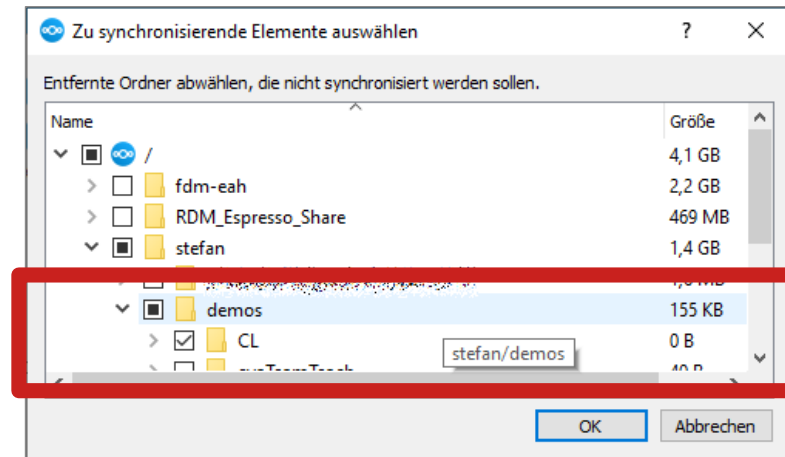 Zu synchronisierende Elemente auswählen ? ×
Entfernte Ordner abwählen, die nicht synchronisiert werden sollen.
Name Größe
/ 4,1 GB
fdm-eah 2,2 GB
RDM_Espresso_Share 469 MB
stefan 1,4 GB
demos 155 KB
CL 0 B
stefan/demos
OK Abbrechen